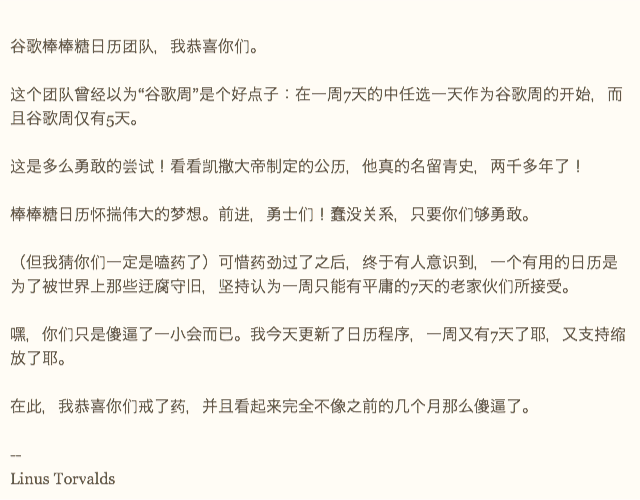 谷歌棒棒糖日历团队，我恭喜你们。
这个团队曾经以为“谷歌周”是个好点子：在一周7天的中任选一天作为谷歌周的开始，而
且谷歌周仅有5天。
这是多么勇敢的尝试！看看凯撒大帝制定的公历，他真的名留青史，两千多年了！
棒棒糖日历怀揣伟大的梦想。前进，勇士们！蠢没关系，只要你们够勇敢。
（但我猜你们一定是嗑药了）可惜药劲过了之后，终于有人意识到，一个有用的日历是
为了被世界上那些迂腐守旧，坚持认为一周只能有平庸的7天的老家伙们所接受。
嘿，你们只是傻逼了一小会而已。我今天更新了日历程序，一周又有7天了耶，又支持缩
放了耶。
在此，我恭喜你们戒了药，并且看起来完全不像之前的几个月那么傻逼了。
--
Linus Torvalds